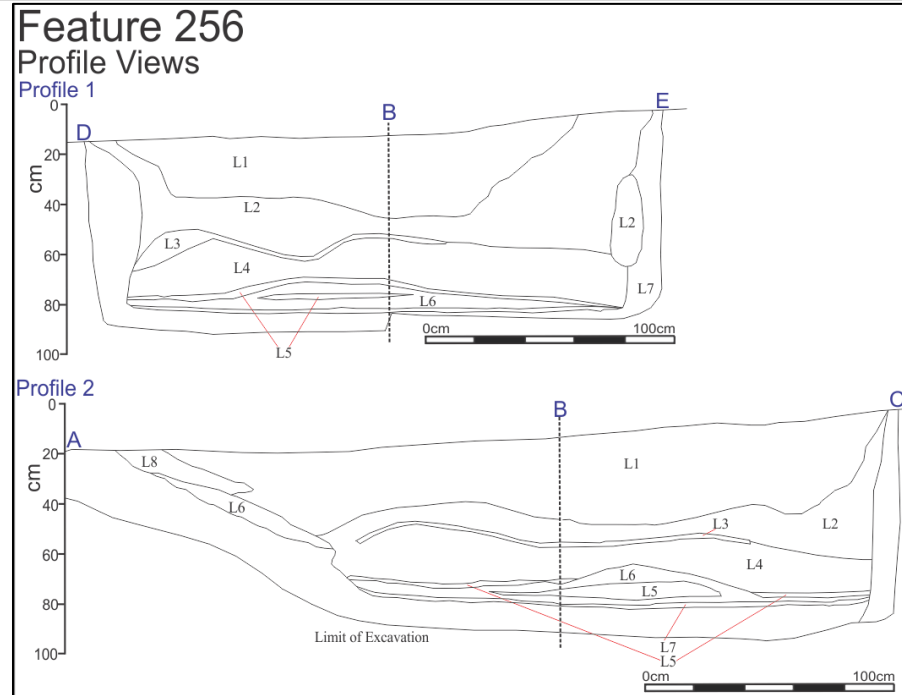 Feature 256
Profile Views
Profile 1
0
D
B
E
20
L1
cm
40
L2
L2
L3
60
L4
L7
80
L6
0cm 100cm
L5
100
Profile 2
0
A
B
C
20
L8
L1
cm
40
L6
L3
L2
60
L4
L6
80
L5
Limit of Excavation
L7
100
L5
0cm 100cm